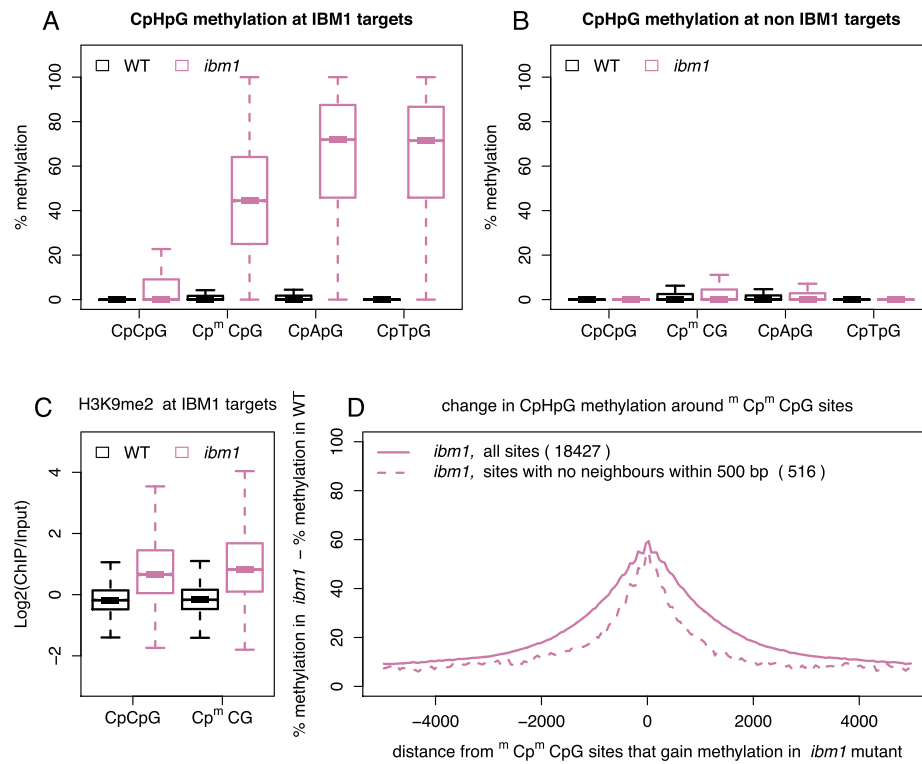 A
CpHpG methylation at IBM1 targets
WT
ibm1
% methylation
100
80
60
40
20
0
CpCpG
Cp^m CpG
CpApG
CpTpG
B
CpHpG methylation at non IBM1 targets
WT
ibm1
% methylation
100
80
60
40
20
0
CpCpG
Cp^m CG
CpApG
CpTpG
C
H3K9me2 at IBM1 targets
WT
ibm1
Log2(ChIP/Input)
4
2
0
−2
CpCpG
Cp^m CG
D
change in CpHpG methylation around ^m Cp^m CpG sites
ibm1, all sites ( 18427 )
ibm1, sites with no neighbours within 500 bp ( 516 )
% methylation in ibm1 − % methylation in WT
100
80
60
40
20
0
−4000
−2000
0
2000
4000
distance from ^m Cp^m CpG sites that gain methylation in ibm1 mutant